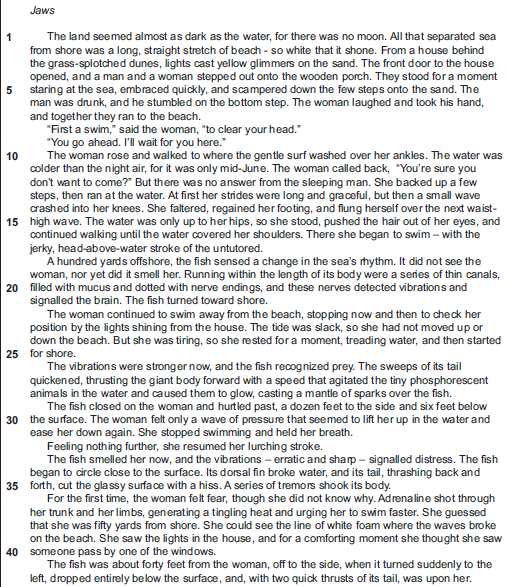 Jaws
1 The land seemed almost as dark as the water, for there was no moon. All that separated sea
from shore was a long, straight stretch of beach - so white that it shone. From a house behind
the grass-splotched dunes, lights cast yellow glimmers on the sand. The front door to the house
opened, and a man and a woman stepped out onto the wooden porch. They stood for a moment
5 staring at the sea, embraced quickly, and scampered down the few steps onto the sand. The
man was drunk, and he stumbled on the bottom step. The woman laughed and took his hand,
and together they ran to the beach.
"First a swim," said the woman, "to clear your head."
"You go ahead. I'll wait for you here."
10 The woman rose and walked to where the gentle surf washed over her ankles. The water was
colder than the night air, for it was only mid-June. The woman called back, "You're sure you
don't want to come?" But there was no answer from the sleeping man. She backed up a few
steps, then ran at the water. At first her strides were long and graceful, but then a small wave
crashed into her knees. She faltered, regained her footing, and flung herself over the next waist-
15 high wave. The water was only up to her hips, so she stood, pushed the hair out of her eyes, and
continued walking until the water covered her shoulders. There she began to swim – with the
jerky, head-above-water stroke of the untutored.
A hundred yards offshore, the fish sensed a change in the sea's rhythm. It did not see the
woman, nor yet did it smell her. Running within the length of its body were a series of thin canals,
20 filled with mucus and dotted with nerve endings, and these nerves detected vibrations and
signalled the brain. The fish turned toward shore.
The woman continued to swim away from the beach, stopping now and then to check her
position by the lights shining from the house. The tide was slack, so she had not moved up or
down the beach. But she was tiring, so she rested for a moment, treading water, and then started
25 for shore.
The vibrations were stronger now, and the fish recognized prey. The sweeps of its tail
quickened, thrusting the giant body forward with a speed that agitated the tiny phosphorescent
animals in the water and caused them to glow, casting a mantle of sparks over the fish.
The fish closed on the woman and hurtled past, a dozen feet to the side and six feet below
30 the surface. The woman felt only a wave of pressure that seemed to lift her up in the water and
ease her down again. She stopped swimming and held her breath.
Feeling nothing further, she resumed her lurching stroke.
The fish smelled her now, and the vibrations – erratic and sharp – signalled distress. The fish
began to circle close to the surface. Its dorsal fin broke water, and its tail, thrashing back and
35 forth, cut the glassy surface with a hiss. A series of tremors shook its body.
For the first time, the woman felt fear, though she did not know why. Adrenaline shot through
her trunk and her limbs, generating a tingling heat and urging her to swim faster. She guessed
that she was fifty yards from shore. She could see the line of white foam where the waves broke
on the beach. She saw the lights in the house, and for a comforting moment she thought she saw
40 someone pass by one of the windows.
The fish was about forty feet from the woman, off to the side, when it turned suddenly to the
left, dropped entirely below the surface, and, with two quick thrusts of its tail, was upon her.